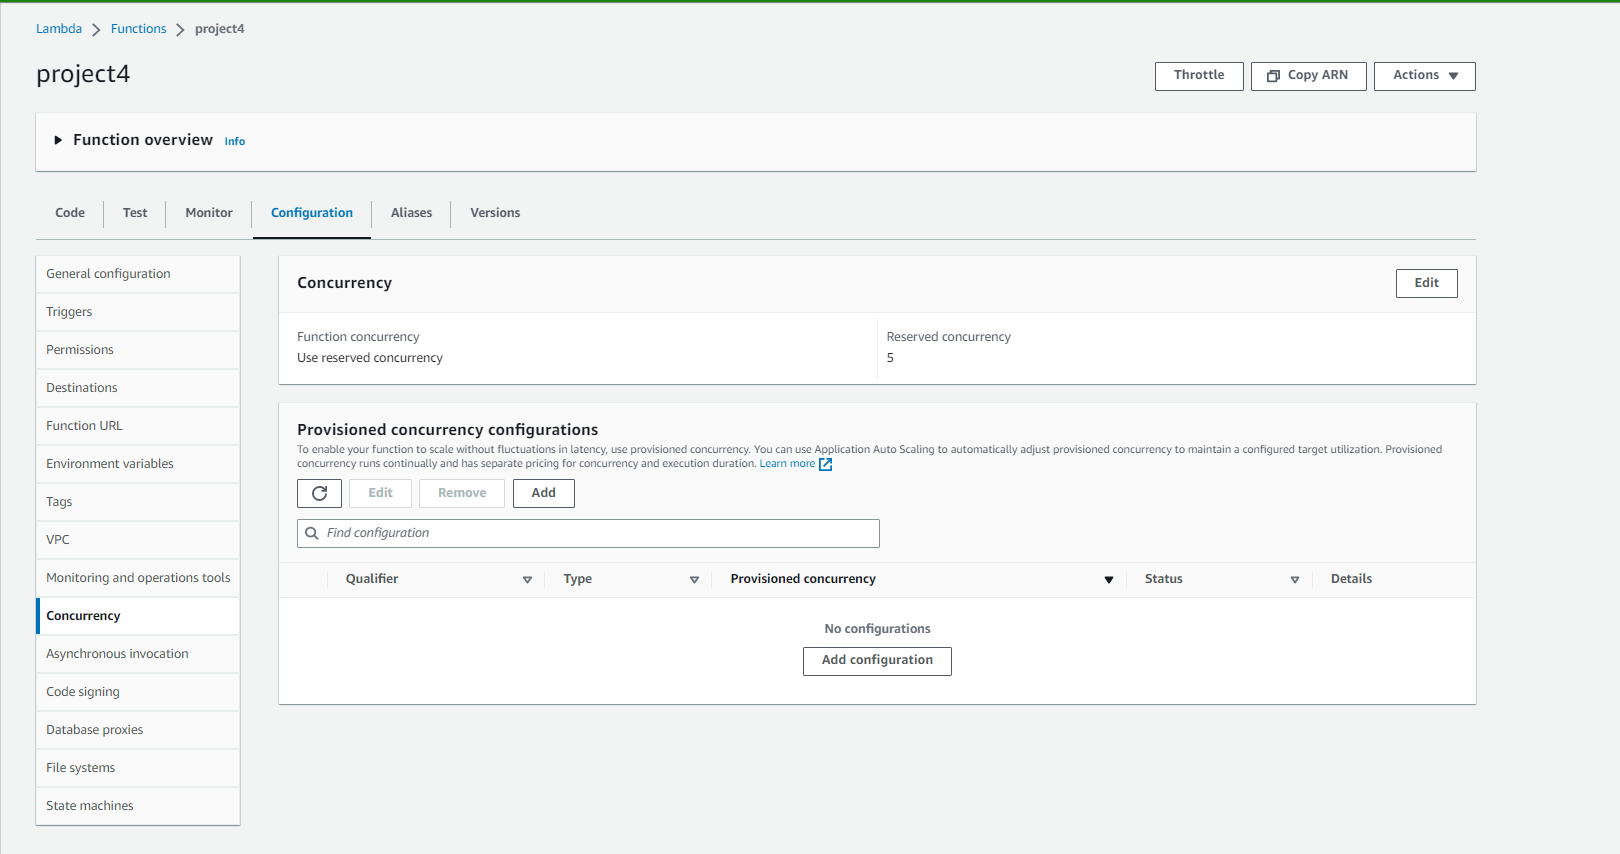 Lambda
Functions
project4
project4
Throttle
Copy ARN
Actions
Function overview Info
Code
Test
Monitor
Configuration
Aliases
Versions
General configuration
Triggers
Permissions
Destinations
Function URL
Environment variables
Tags
VPC
Monitoring and operations tools
Concurrency
Asynchronous invocation
Code signing
Database proxies
File systems
State machines
Concurrency
Edit
Function concurrency
Use reserved concurrency
Reserved concurrency
5
Provisioned concurrency configurations
To enable your function to scale without fluctuations in latency, use provisioned concurrency. You can use Application Auto Scaling to automatically adjust provisioned concurrency to maintain a configured target utilization. Provisioned
concurrency runs continually and has separate pricing for concurrency and execution duration. Learn more
Edit
Remove
Add
Find configuration
Qualifier
Type
Provisioned concurrency
Status
Details
No configurations
Add configuration